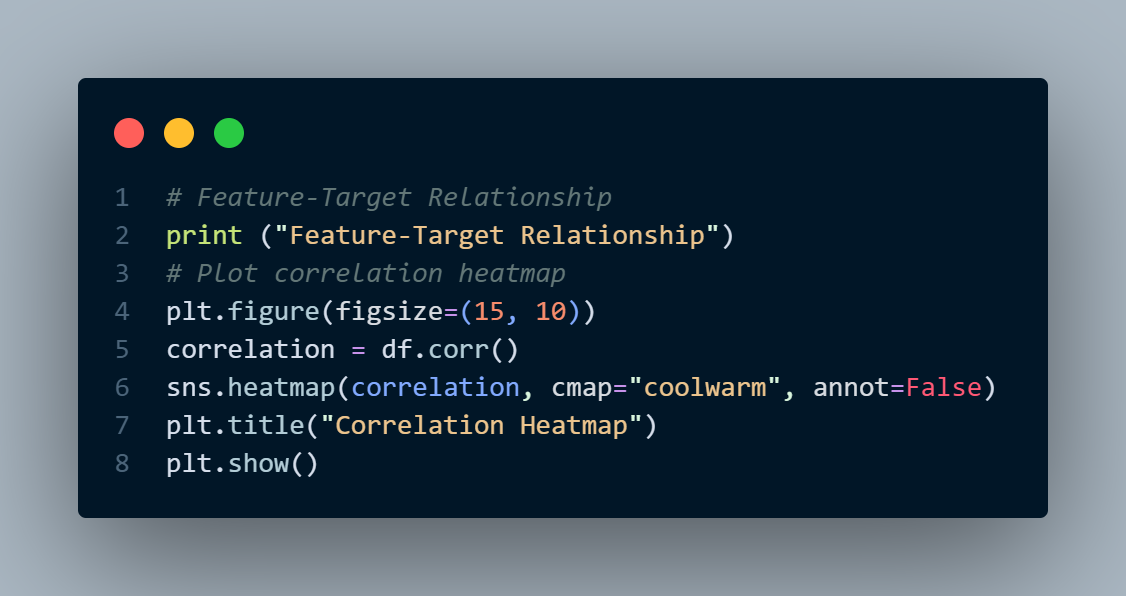 1 # Feature-Target Relationship
2 print ("Feature-Target Relationship")
3 # Plot correlation heatmap
4 plt.figure(figsize=(15, 10))
5 correlation = df.corr()
6 sns.heatmap(correlation, cmap="coolwarm", annot=False)
7 plt.title("Correlation Heatmap")
8 plt.show()